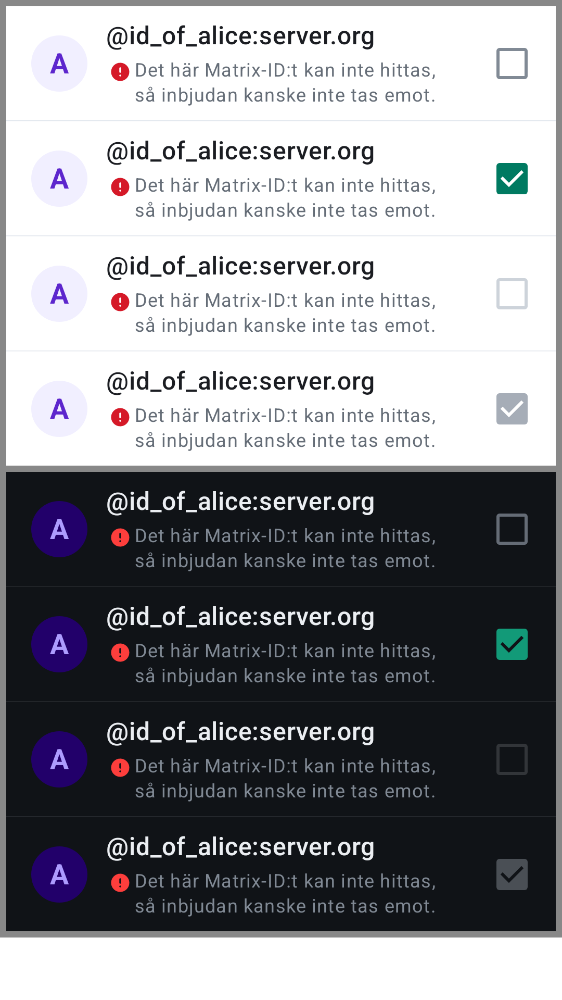 A
@id_of_alice:server.org
Det här Matrix-ID:t kan inte hittas,
så inbjudan kanske inte tas emot.
A
@id_of_alice:server.org
Det här Matrix-ID:t kan inte hittas,
så inbjudan kanske inte tas emot.
A
@id_of_alice:server.org
Det här Matrix-ID:t kan inte hittas,
så inbjudan kanske inte tas emot.
A
@id_of_alice:server.org
Det här Matrix-ID:t kan inte hittas,
så inbjudan kanske inte tas emot.
A
@id_of_alice:server.org
Det här Matrix-ID:t kan inte hittas,
så inbjudan kanske inte tas emot.
A
@id_of_alice:server.org
Det här Matrix-ID:t kan inte hittas,
så inbjudan kanske inte tas emot.
A
@id_of_alice:server.org
Det här Matrix-ID:t kan inte hittas,
så inbjudan kanske inte tas emot.
A
@id_of_alice:server.org
Det här Matrix-ID:t kan inte hittas,
så inbjudan kanske inte tas emot.